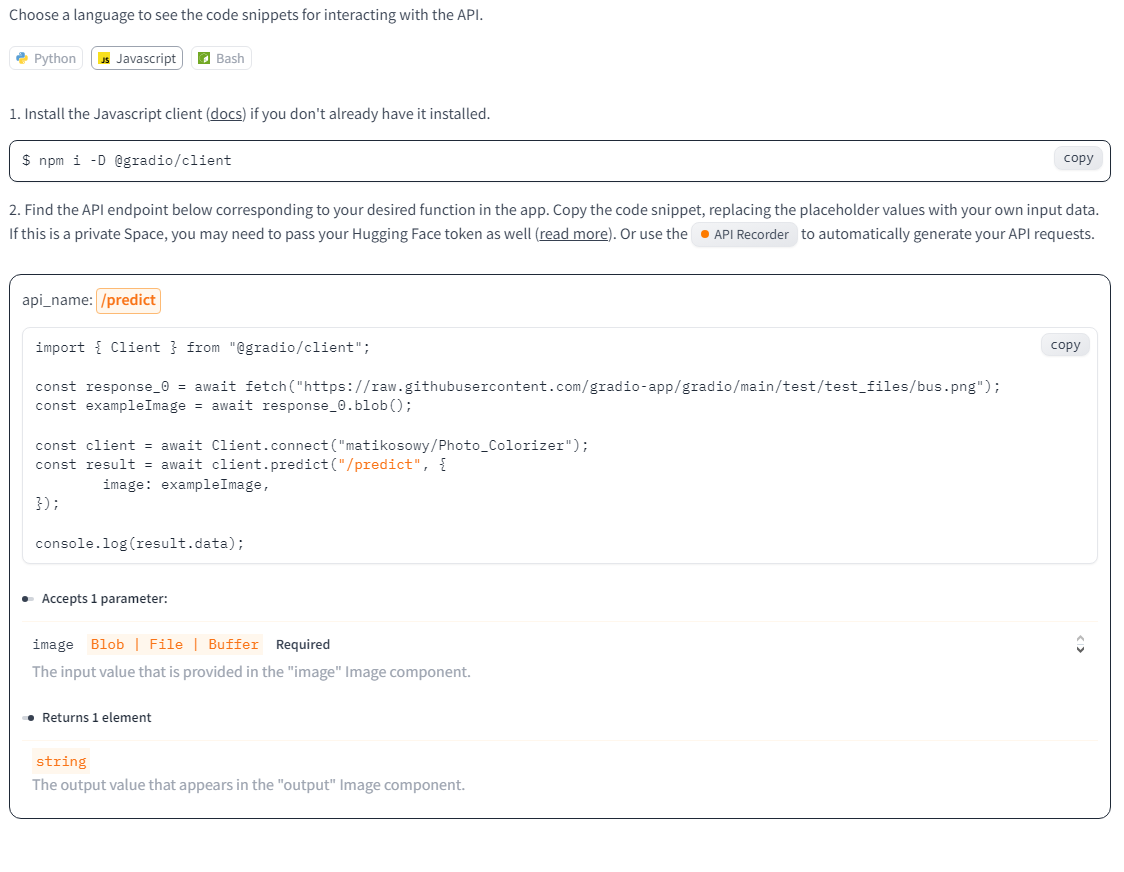 Choose a language to see the code snippets for interacting with the API.
Python Javascript Bash
1. Install the Javascript client (docs) if you don't already have it installed.
$ npm i -D @gradio/client
copy
2. Find the API endpoint below corresponding to your desired function in the app. Copy the code snippet, replacing the placeholder values with your own input data.
If this is a private Space, you may need to pass your Hugging Face token as well (read more). Or use the API Recorder to automatically generate your API requests.
api_name: /predict
copy
import { Client } from "@gradio/client";
const response_0 = await fetch("https://raw.githubusercontent.com/gradio-app/gradio/main/test/test_files/bus.png");
const exampleImage = await response_0.blob();
const client = await Client.connect("matikosowy/Photo_Colorizer");
const result = await client.predict("/predict", {
image: exampleImage,
});
console.log(result.data);
Accepts 1 parameter:
image Blob | File | Buffer Required
The input value that is provided in the "image" Image component.
Returns 1 element
string
The output value that appears in the "output" Image component.